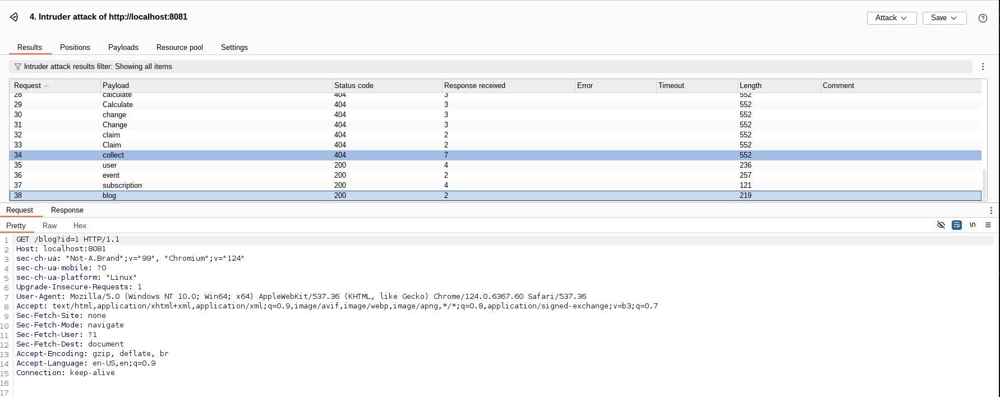 4. Intruder attack of http://localhost:8081
Attack
Save
Results Positions Payloads Resource pool Settings
Intruder attack results filter: Showing all items
Request Payload Status code Response received Error Timeout Length Comment
28 calculate 404 3 552
29 Calculate 404 3 552
30 change 404 3 552
31 Change 404 3 552
32 claim 404 2 552
33 Claim 404 2 552
34 collect 404 7 552
35 user 200 4 236
36 event 200 2 257
37 subscription 200 4 121
38 blog 200 2 219
Request Response
Pretty Raw Hex
\n
1 GET /blog?id=1 HTTP/1.1
2 Host: localhost:8081
3 sec-ch-ua: "Not-A.Brand";v="99", "Chromium";v="124"
4 sec-ch-ua-mobile: ?0
5 sec-ch-ua-platform: "Linux"
6 Upgrade-Insecure-Requests: 1
7 User-Agent: Mozilla/5.0 (Windows NT 10.0; Win64; x64) AppleWebKit/537.36 (KHTML, like Gecko) Chrome/124.0.6367.60 Safari/537.36
8 Accept: text/html,application/xhtml+xml,application/xml;q=0.9,image/avif,image/webp,image/apng,*/*;q=0.8,application/signed-exchange;v=b3;q=0.7
9 Sec-Fetch-Site: none
10 Sec-Fetch-Mode: navigate
11 Sec-Fetch-User: ?1
12 Sec-Fetch-Dest: document
13 Accept-Encoding: gzip, deflate, br
14 Accept-Language: en-US,en;q=0.9
15 Connection: keep-alive
16
17